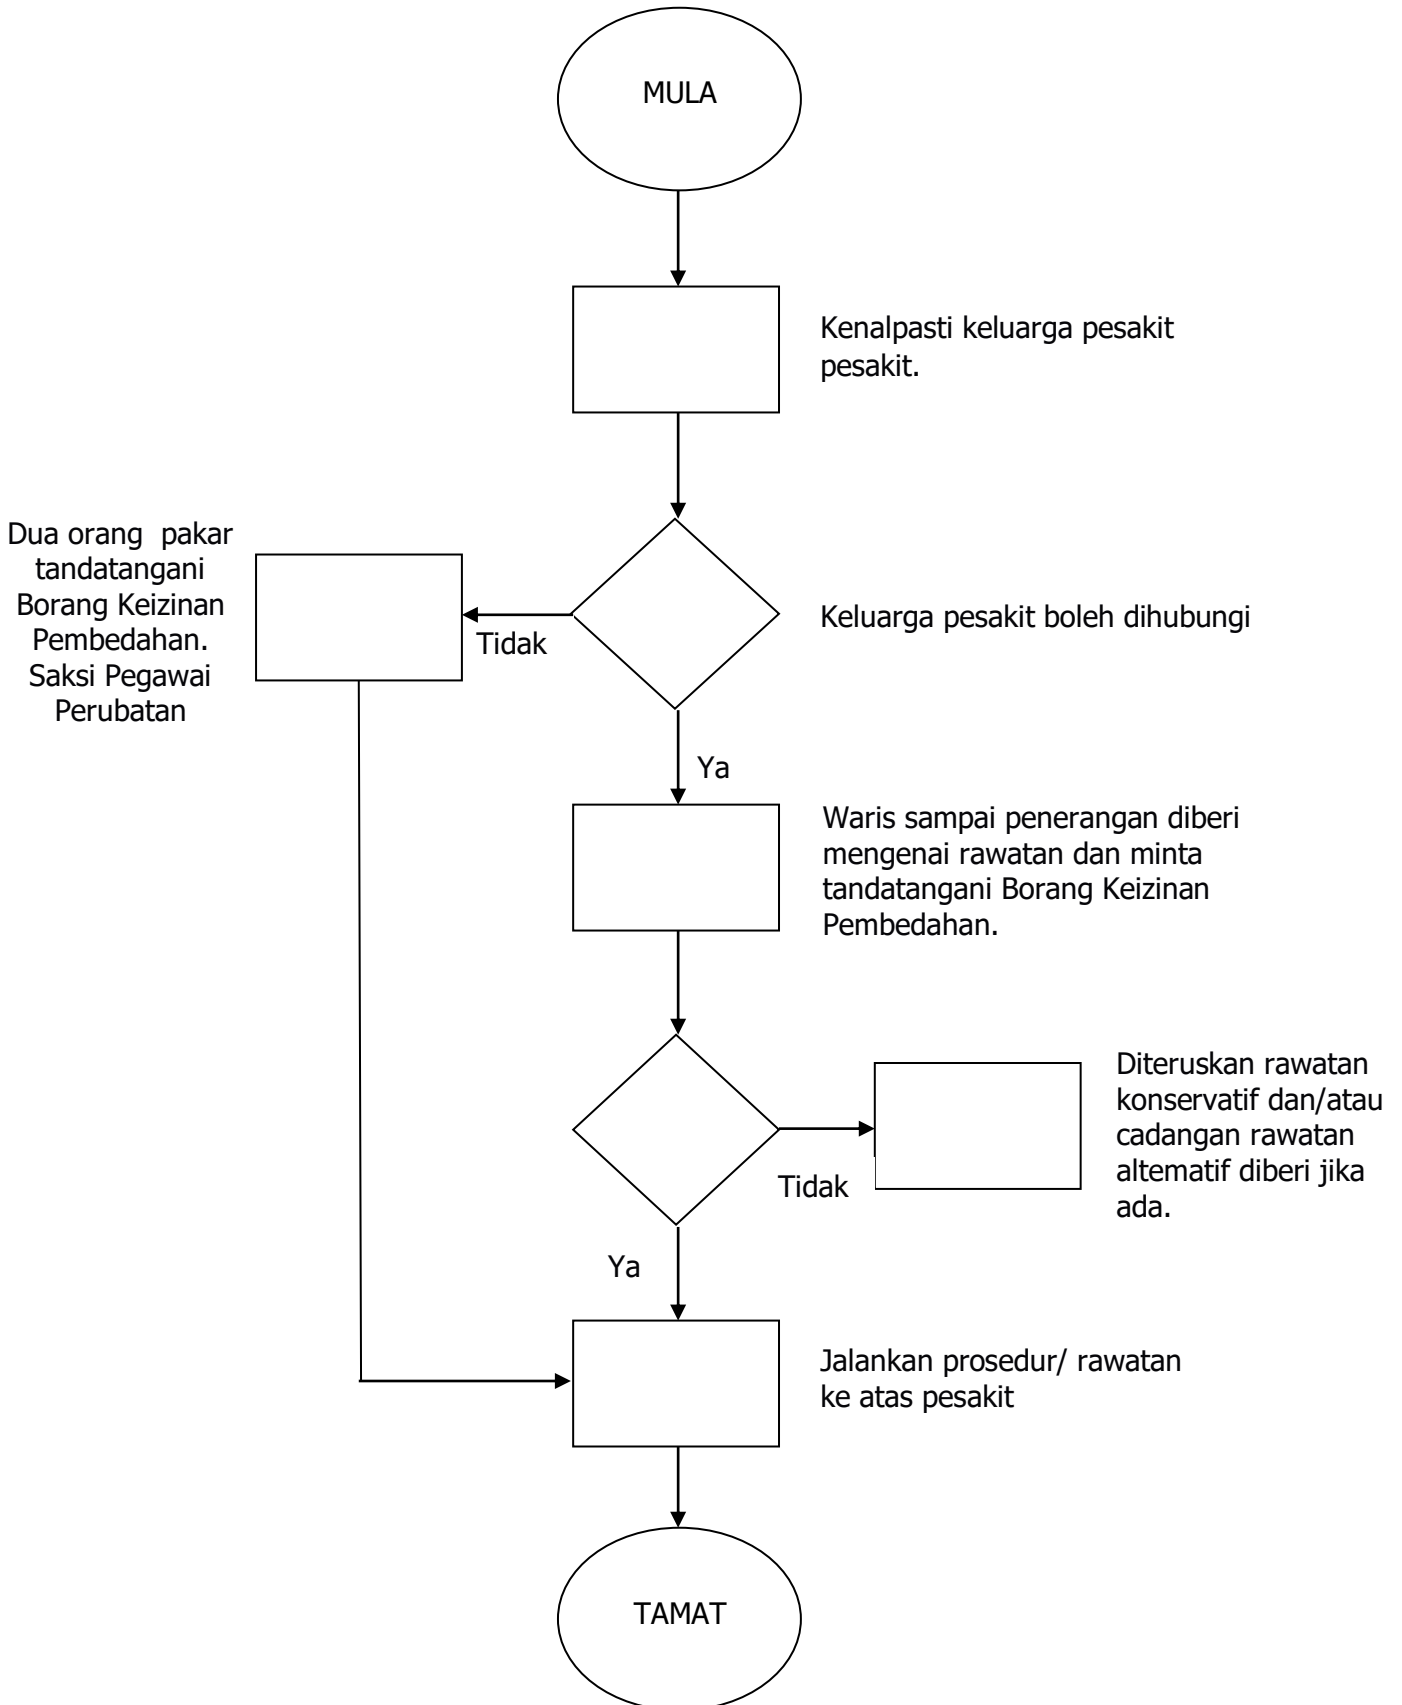 MULA
Kenalpasti keluarga pesakit
pesakit.
Dua orang  pakar
tandatangani
Borang Keizinan
Pembedahan.
Saksi Pegawai
Perubatan
Tidak
Keluarga pesakit boleh dihubungi
Ya
Waris sampai penerangan diberi
mengenai rawatan dan minta
tandatangani Borang Keizinan
Pembedahan.
Diteruskan rawatan
konservatif dan/atau
cadangan rawatan
altematif diberi jika
ada.
Tidak
Ya
Jalankan prosedur/ rawatan
ke atas pesakit
TAMAT